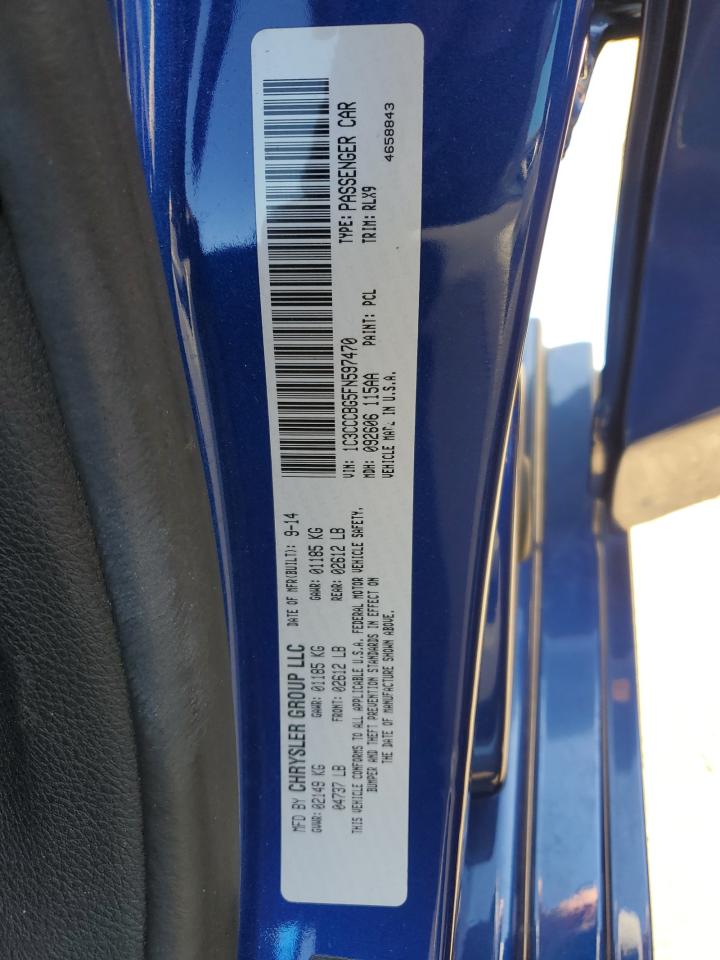 MFD BY CHRYSLER GROUP LLC DATE OF MFR(BUILT): 9-14
GVWR: 02149 KG GAWR: 01185 KG GAWR: 01185 KG
04737 LB FRONT: 02612 LB REAR: 02612 LB
THIS VEHICLE CONFORMS TO ALL APPLICABLE U.S.A. FEDERAL MOTOR VEHICLE SAFETY,
BUMPER AND THEFT PREVENTION STANDARDS IN EFFECT ON
THE DATE OF MANUFACTURE SHOWN ABOVE.
VIN: 1C3CCCBG5FN597470 TYPE: PASSENGER CAR
MDH: 092606 115AA PAINT: PCL TRIM: RLX9
VEHICLE MADE IN U.S.A. 4658843